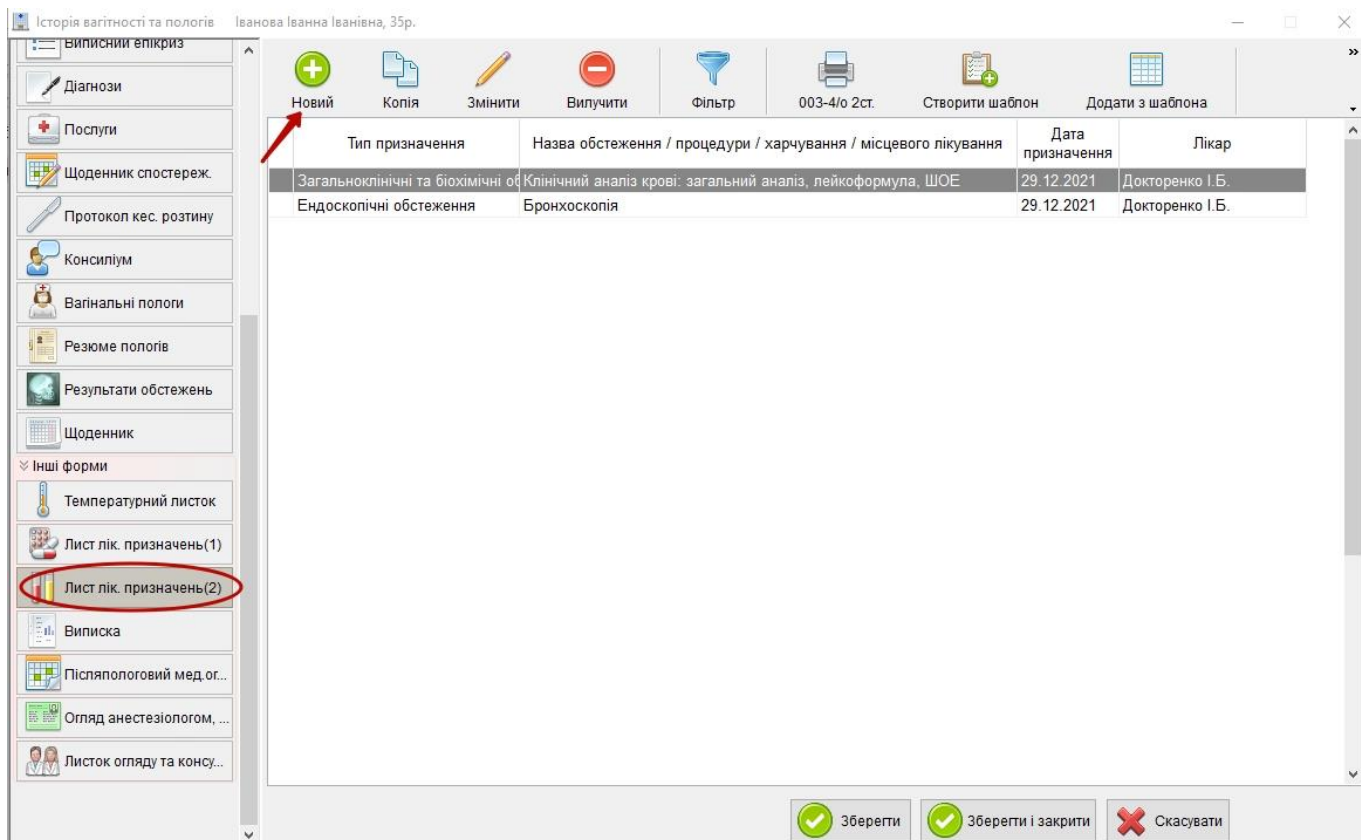 Історія вагітності та пологів Іванова Іванна Іванівна, 35р.
Виписний епікриз
Діагнози
Послуги
Щоденник спостереж.
Протокол кес. розтину
Консиліум
Вагінальні пологи
Резюме пологів
Результати обстежень
Щоденник
Інші форми
Температурний листок
Лист лік. призначень(1)
Лист лік. призначень(2)
Виписка
Післяпологовий мед.ог...
Огляд анестезіологом, ...
Листок огляду та консу...
Новий Копія Змінити Вилучити Фільтр 003-4/о 2ст. Створити шаблон Додати з шаблона
Тип призначення Назва обстеження / процедури / харчування / місцевого лікування Дата призначення Лікар
Загальноклінічні та біохімічні об Клінічний аналіз крові: загальний аналіз, лейкоформула, ШОЕ 29.12.2021 Докторенко І.Б.
Ендоскопічні обстеження Бронхоскопія 29.12.2021 Докторенко І.Б.
Зберегти Зберегти і закрити Скасувати